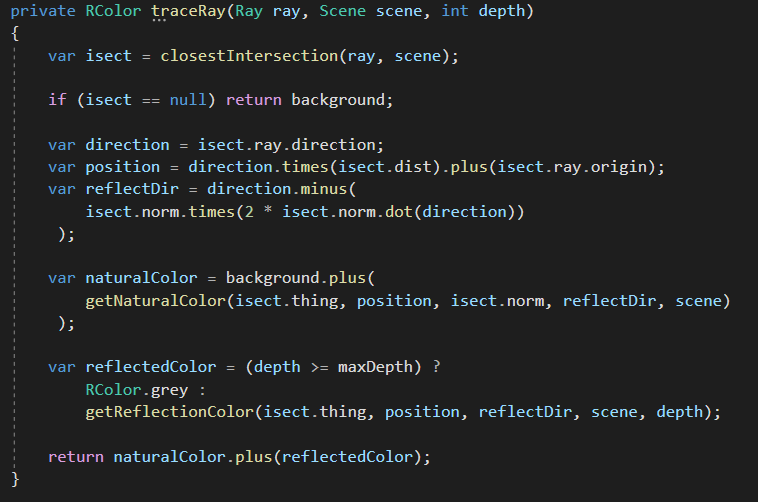 private RColor traceRay(Ray ray, Scene scene, int depth)
{
    var isect = closestIntersection(ray, scene);

    if (isect == null) return background;

    var direction = isect.ray.direction;
    var position = direction.times(isect.dist).plus(isect.ray.origin);
    var reflectDir = direction.minus(
        isect.norm.times(2 * isect.norm.dot(direction))
     );

    var naturalColor = background.plus(
        getNaturalColor(isect.thing, position, isect.norm, reflectDir, scene)
     );

    var reflectedColor = (depth >= maxDepth) ?
        RColor.grey :
        getReflectionColor(isect.thing, position, reflectDir, scene, depth);

    return naturalColor.plus(reflectedColor);
}